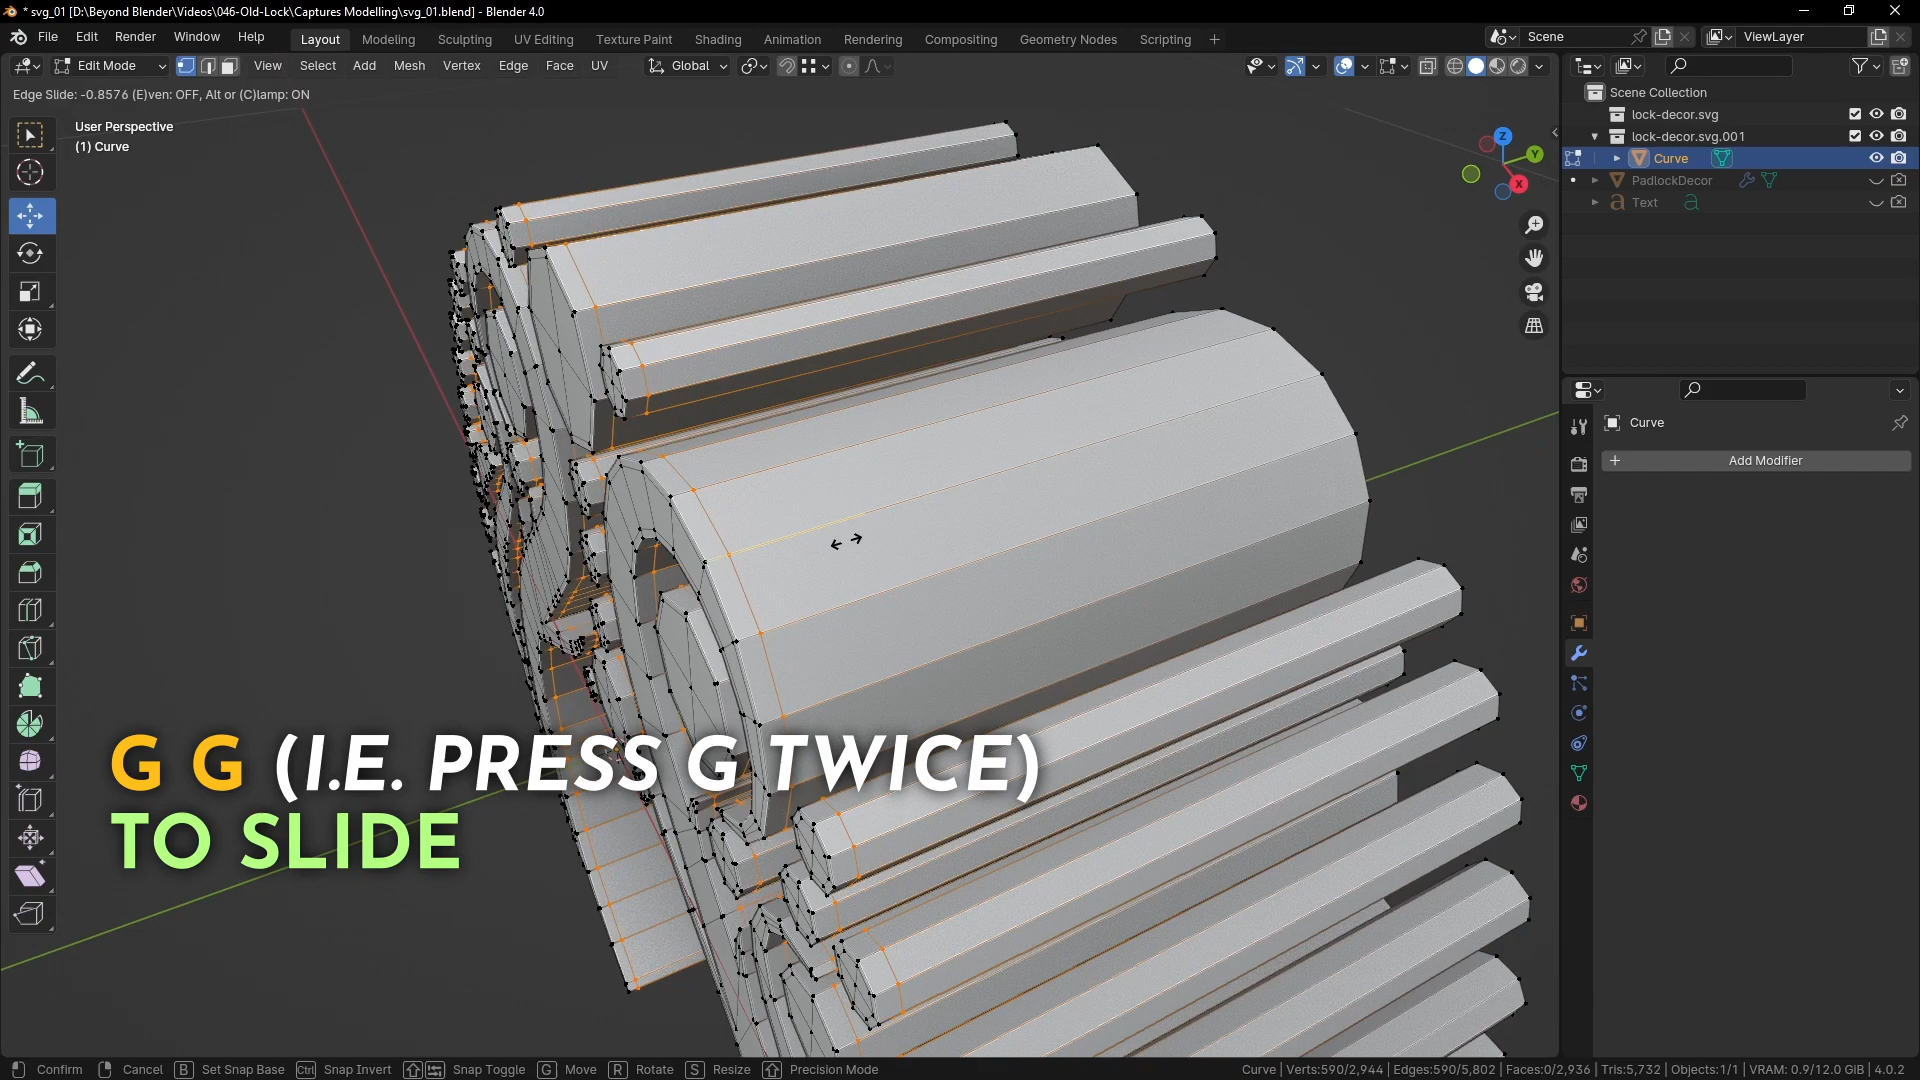 * svg_01 [D:\Beyond Blender\Videos\046-Old-Lock\Captures Modelling\svg_01.blend] - Blender 4.0
File Edit Render Window Help Layout Modeling Sculpting UV Editing Texture Paint Shading Animation Rendering Compositing Geometry Nodes Scripting + Scene ViewLayer
Edit Mode View Select Add Mesh Vertex Edge Face UV Global
Edge Slide: -0.8576 (E)ven: OFF, Alt or (C)lamp: ON
User Perspective
(1) Curve
Z
Y
X
Scene Collection
lock-decor.svg
lock-decor.svg.001
Curve
PadlockDecor
Text
Curve
+ Add Modifier
G G (I.E. PRESS G TWICE)
TO SLIDE
Confirm Cancel B Set Snap Base Ctrl Snap Invert Snap Toggle G Move R Rotate S Resize Precision Mode Curve | Verts:590/2,944 | Edges:590/5,802 | Faces:0/2,936 | Tris:5,732 | Objects:1/1 | VRAM: 0.9/12.0 GiB | 4.0.2